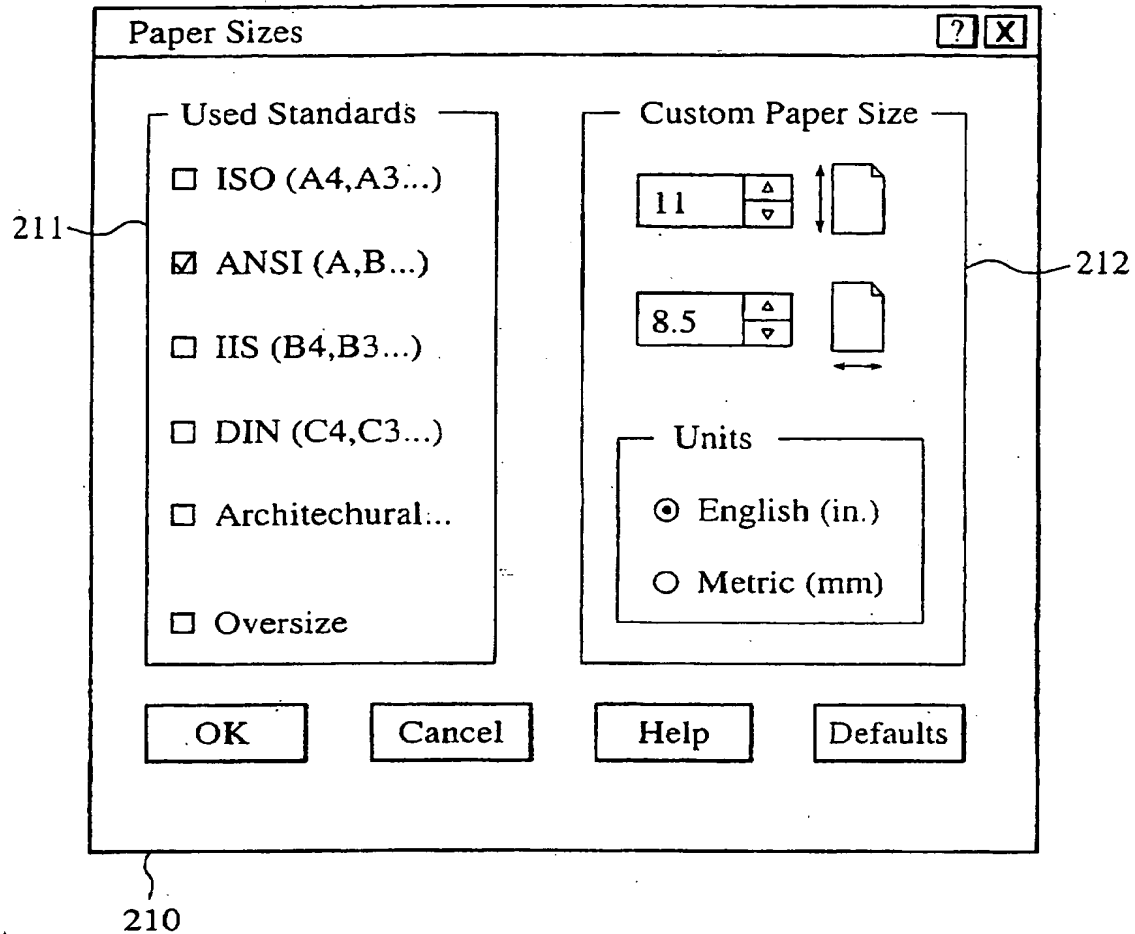 Paper Sizes ? X
Used Standards
ISO (A4,A3...)
ANSI (A,B...)
IIS (B4,B3...)
DIN (C4,C3...)
Architechural...
Oversize
211
Custom Paper Size
11
8.5
Units
English (in.)
Metric (mm)
212
OK Cancel Help Defaults
210